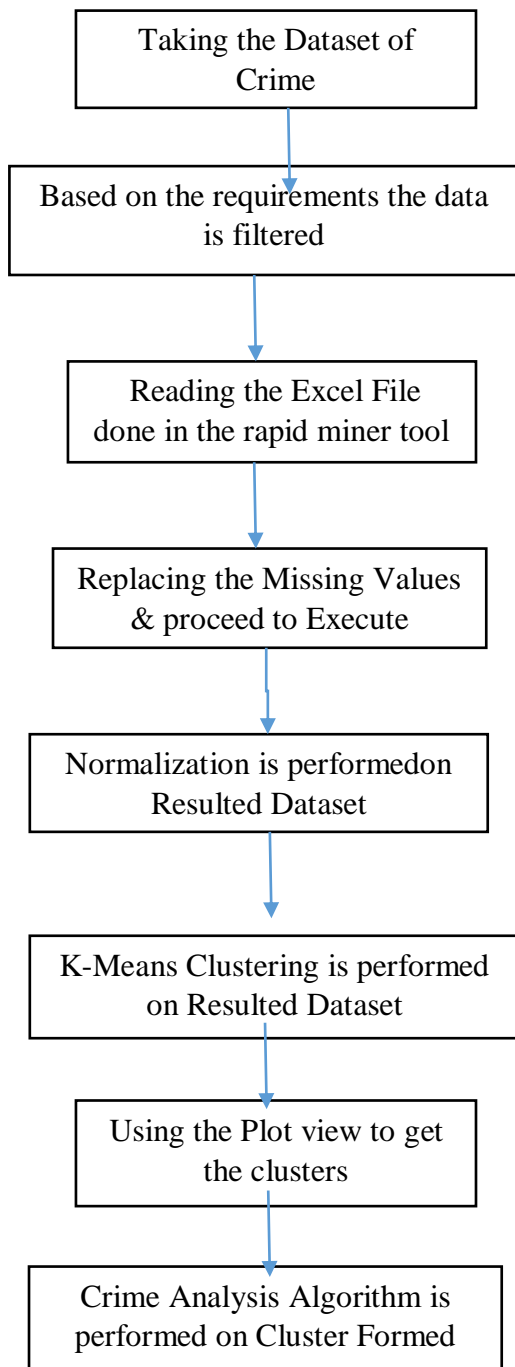 Taking the Dataset of
Crime
Based on the requirements the data
is filtered
Reading the Excel File
done in the rapid miner tool
Replacing the Missing Values
& proceed to Execute
Normalization is performedon
Resulted Dataset
K-Means Clustering is performed
on Resulted Dataset
Using the Plot view to get
the clusters
Crime Analysis Algorithm is
performed on Cluster Formed